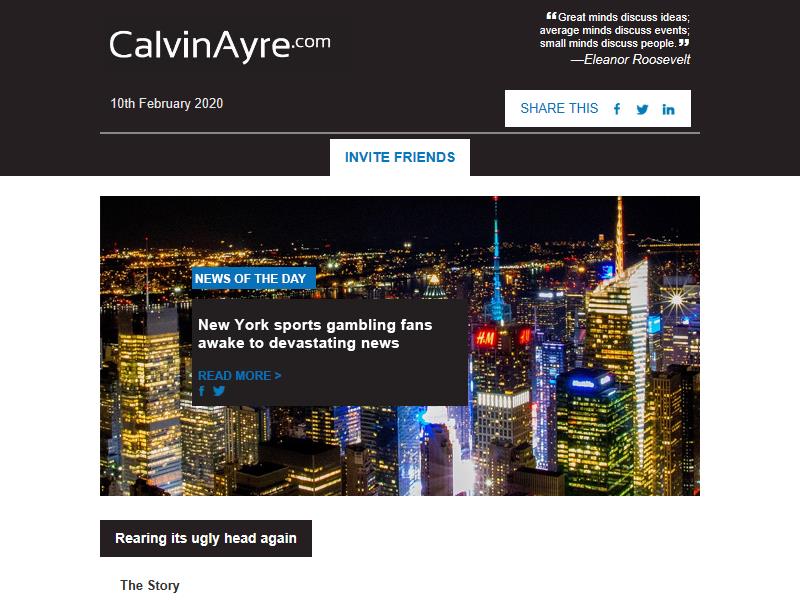 CalvinAyre.com
❝Great minds discuss ideas;
average minds discuss events;
small minds discuss people.❞
—Eleanor Roosevelt
10th February 2020
SHARE THIS
INVITE FRIENDS
NEWS OF THE DAY
New York sports gambling fans
awake to devastating news
READ MORE >
H&M
Rearing its ugly head again
The Story